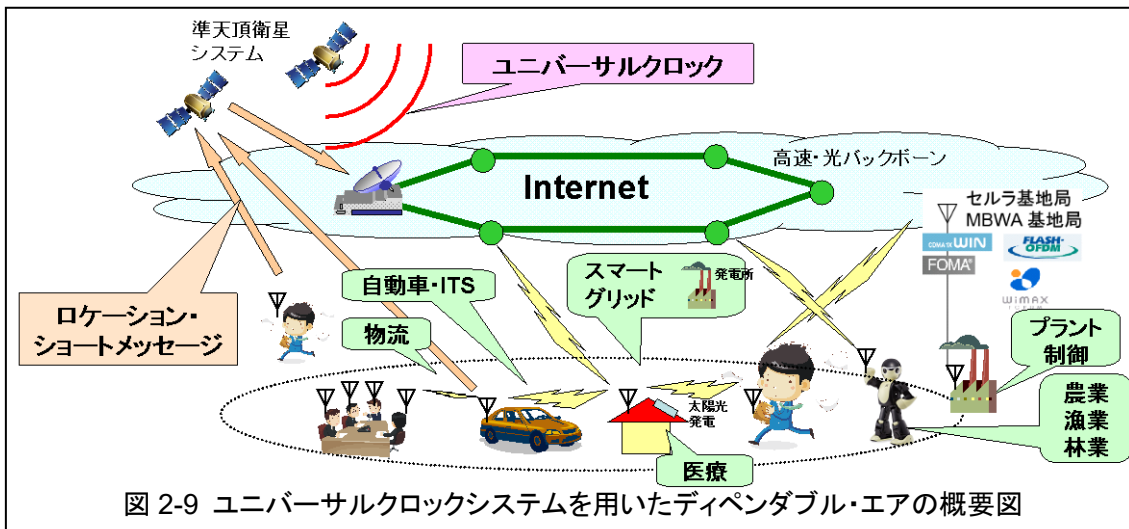 準天頂衛星
システム
ユニバーサルクロック
高速・光バックボーン
Internet
セルラ基地局
MBWA 基地局
CDMA 1X WIN
FLASH-
OFDM
FOMA
WiMAX
ロケーション・
ショートメッセージ
自動車・ITS
物流
スマート
グリッド
発電所
プラント
制御
太陽光
発電
農業
漁業
林業
医療
図 2-9 ユニバーサルクロックシステムを用いたディペンダブル・エアの概要図